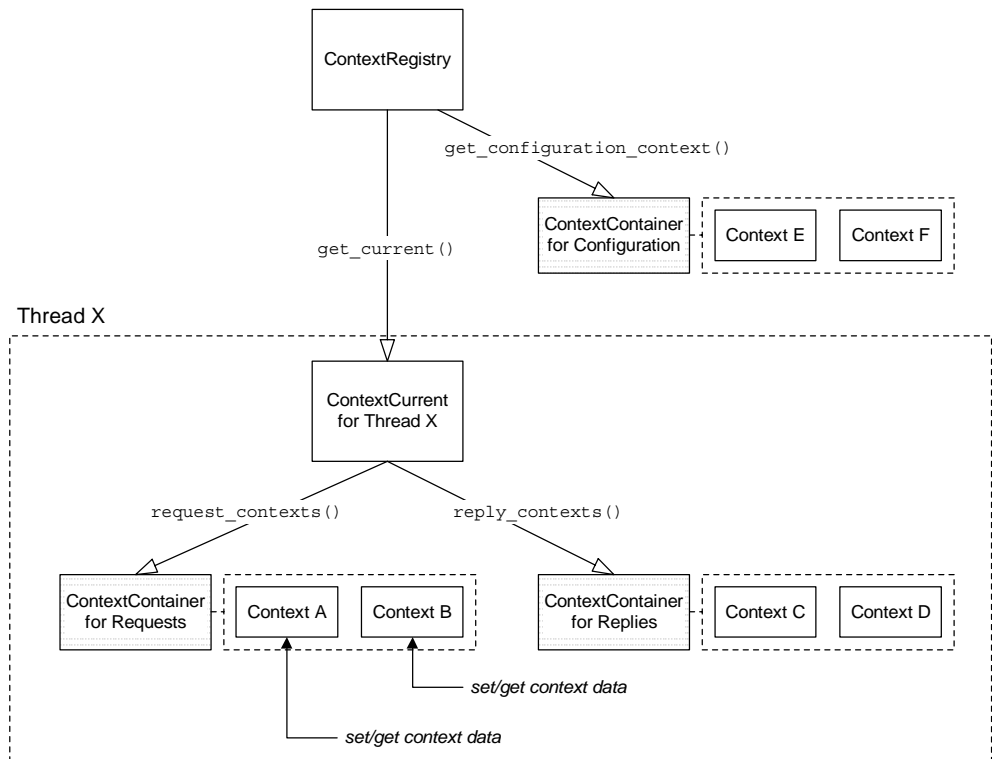 ContextRegistry
get_configuration_context()
ContextContainer
for Configuration
Context E
Context F
get_current()
Thread X
ContextCurrent
for Thread X
request_contexts()
reply_contexts()
ContextContainer
for Requests
Context A
Context B
ContextContainer
for Replies
Context C
Context D
set/get context data
set/get context data